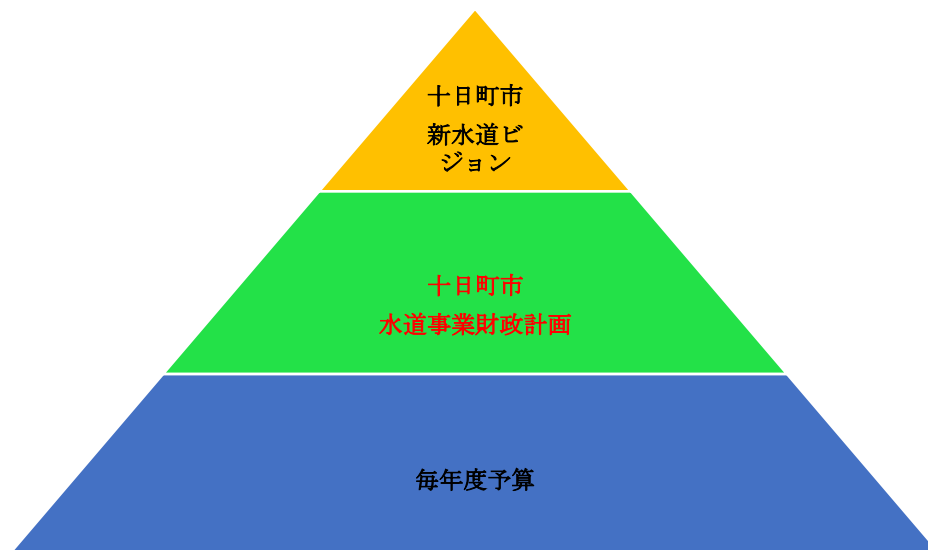 十日町市
新水道ビ
ジョン
十日町市
水道事業財政計画
毎年度予算